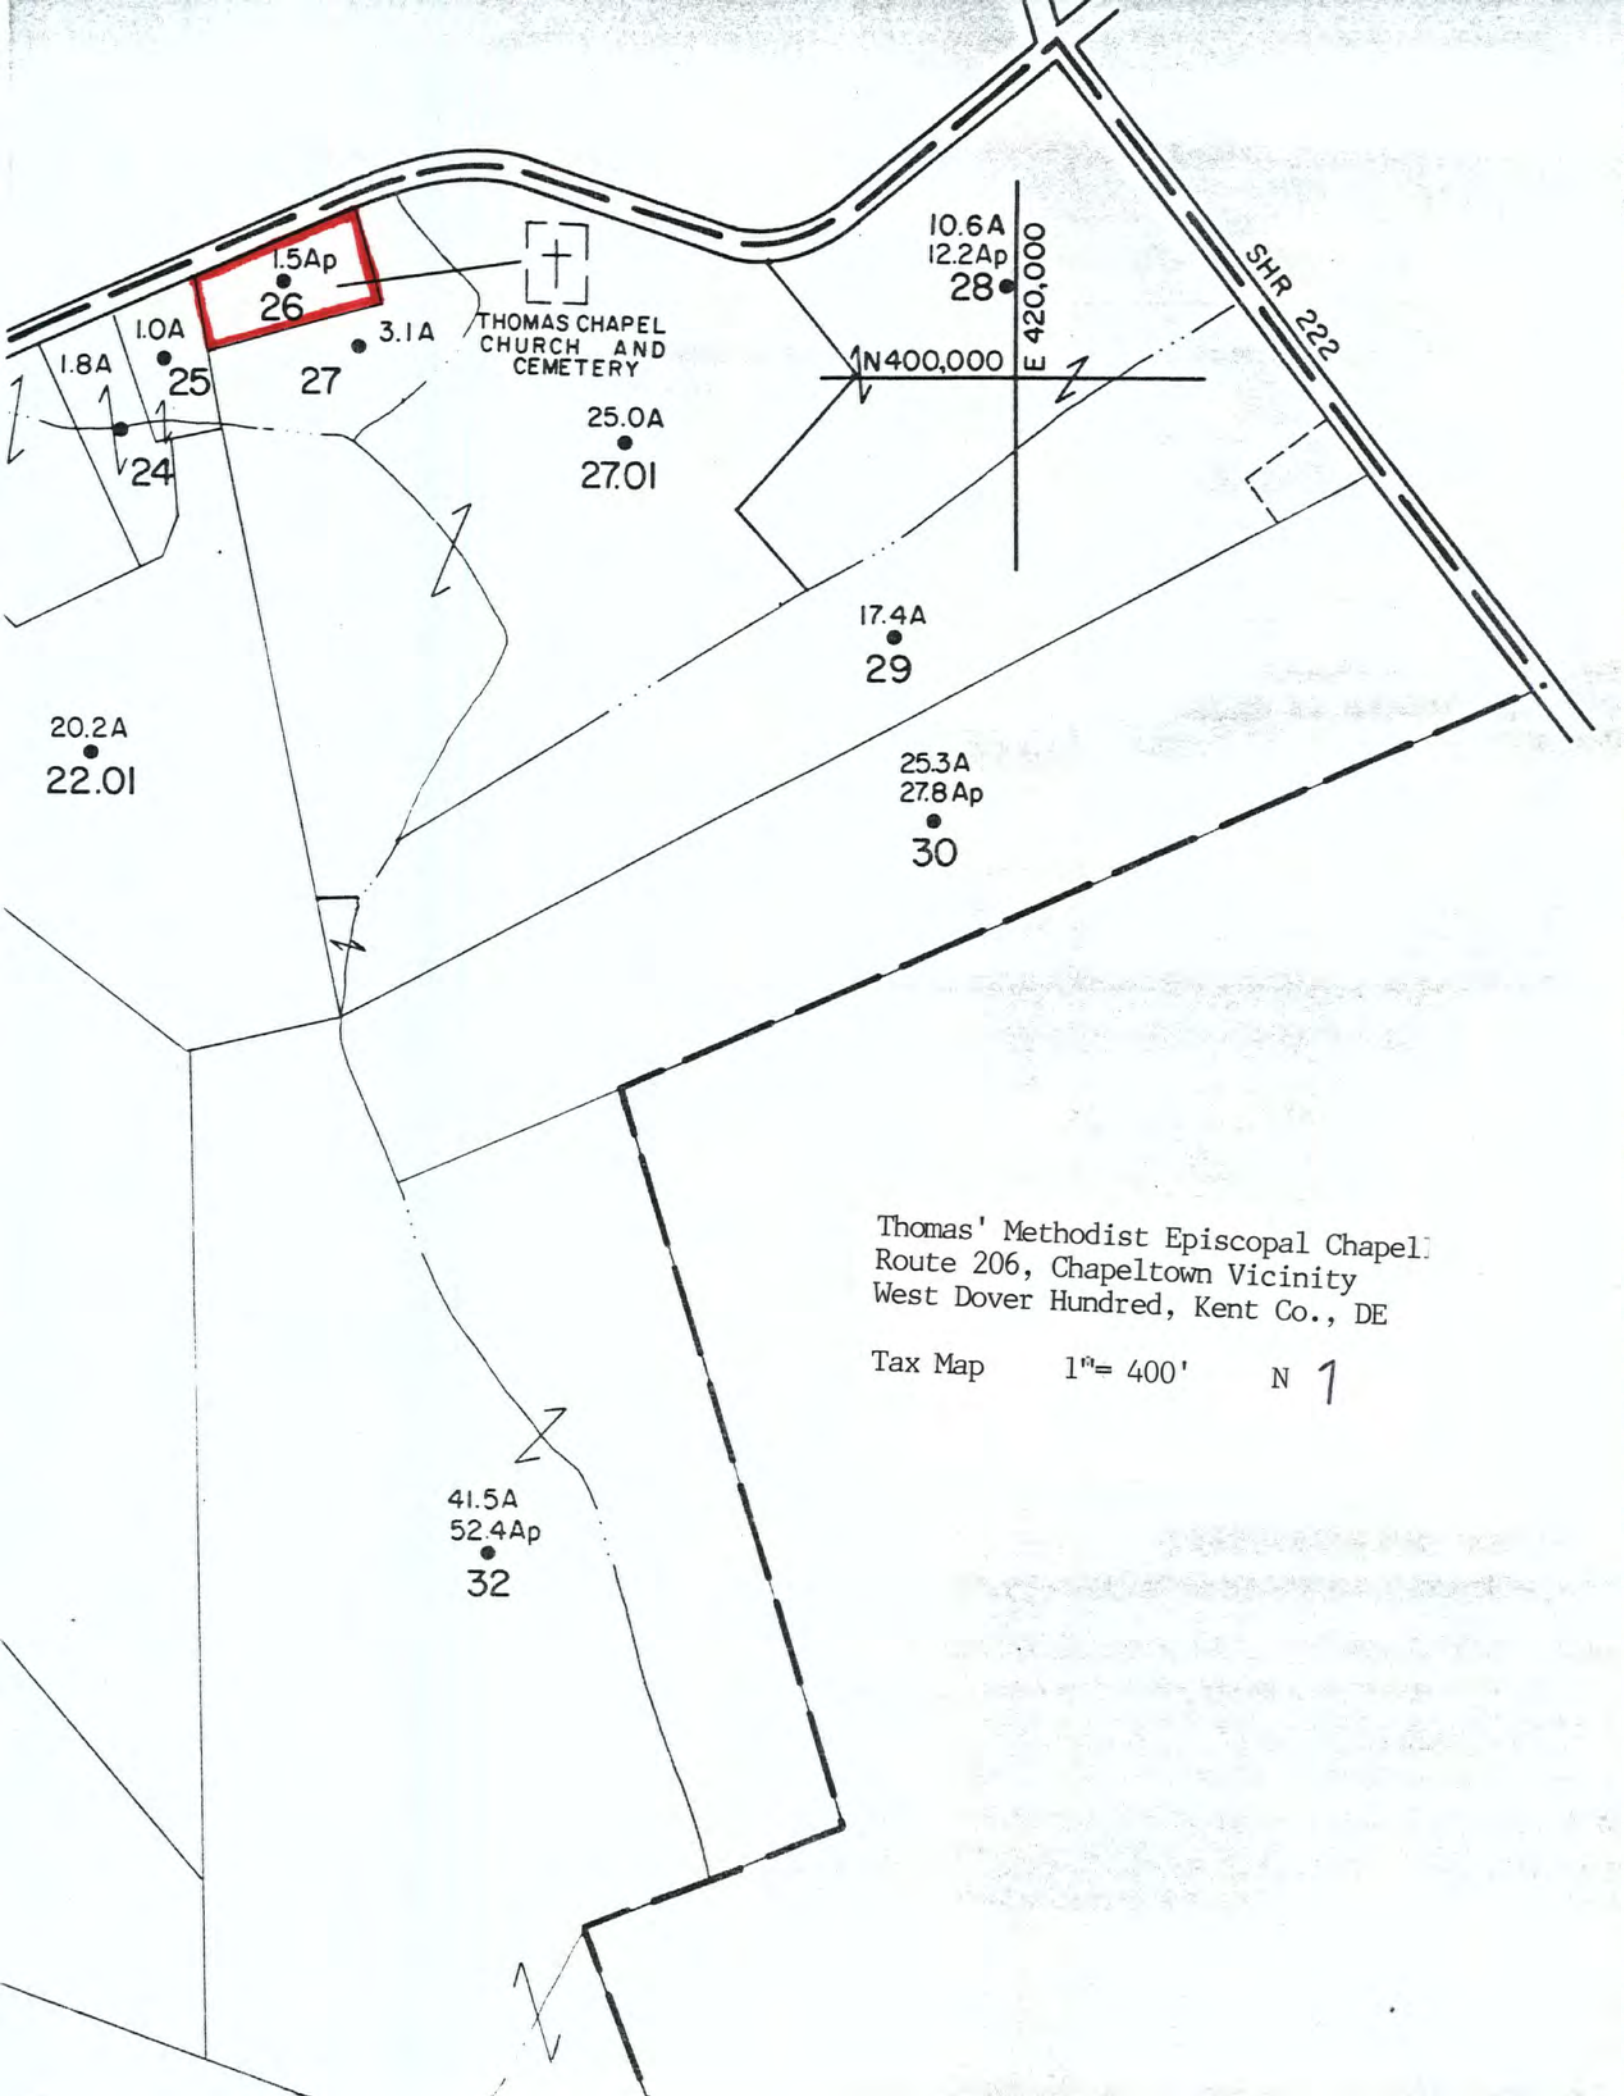 1.5Ap
26
1.0A
25
1.8A
24
3.1A
27
THOMAS CHAPEL
CHURCH AND
CEMETERY
10.6A
12.2Ap
28
E 420,000
N400,000
SHR 222
25.0A
27.01
17.4A
29
20.2A
22.01
25.3A
27.8Ap
30
Thomas' Methodist Episcopal Chapel
Route 206, Chapeltown Vicinity
West Dover Hundred, Kent Co., DE
Tax Map 1"= 400' N
41.5A
52.4Ap
32